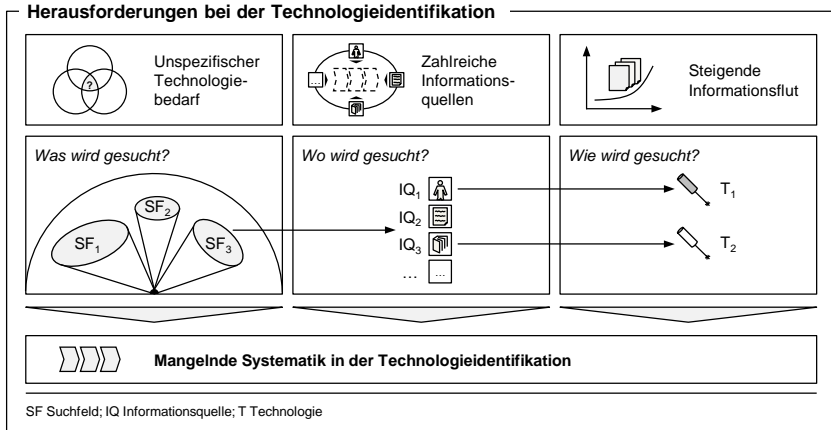 Herausforderungen bei der Technologieidentifikation
Unspezifischer
Technologie-
bedarf
?
Zahlreiche
Informations-
quellen
...
Steigende
Informationsflut
Was wird gesucht?
SF1
SF2
SF3
Wo wird gesucht?
IQ1
IQ2
IQ3
... ...
Wie wird gesucht?
T1
T2
Mangelnde Systematik in der Technologieidentifikation
SF Suchfeld; IQ Informationsquelle; T Technologie